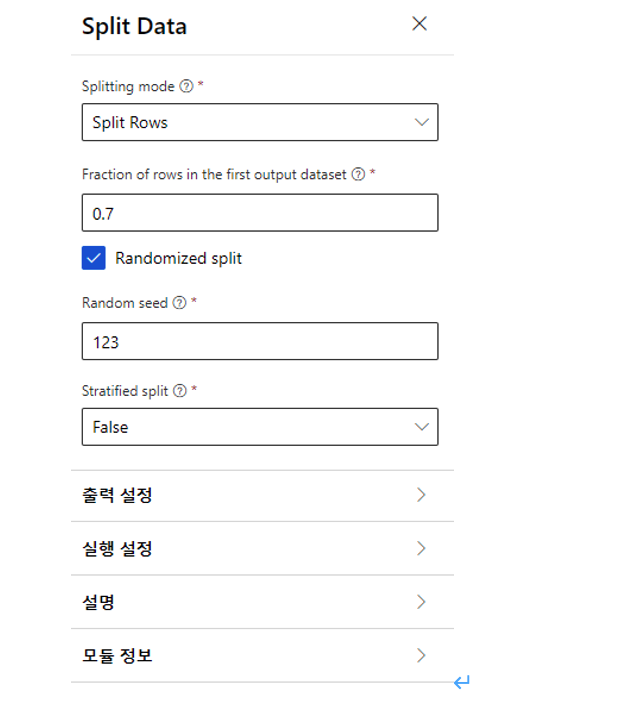 Split Data
Splitting mode ? *
Split Rows
Fraction of rows in the first output dataset ? *
0.7
Randomized split
Random seed ? *
123
Stratified split ? *
False
출력 설정
실행 설정
설명
모듈 정보